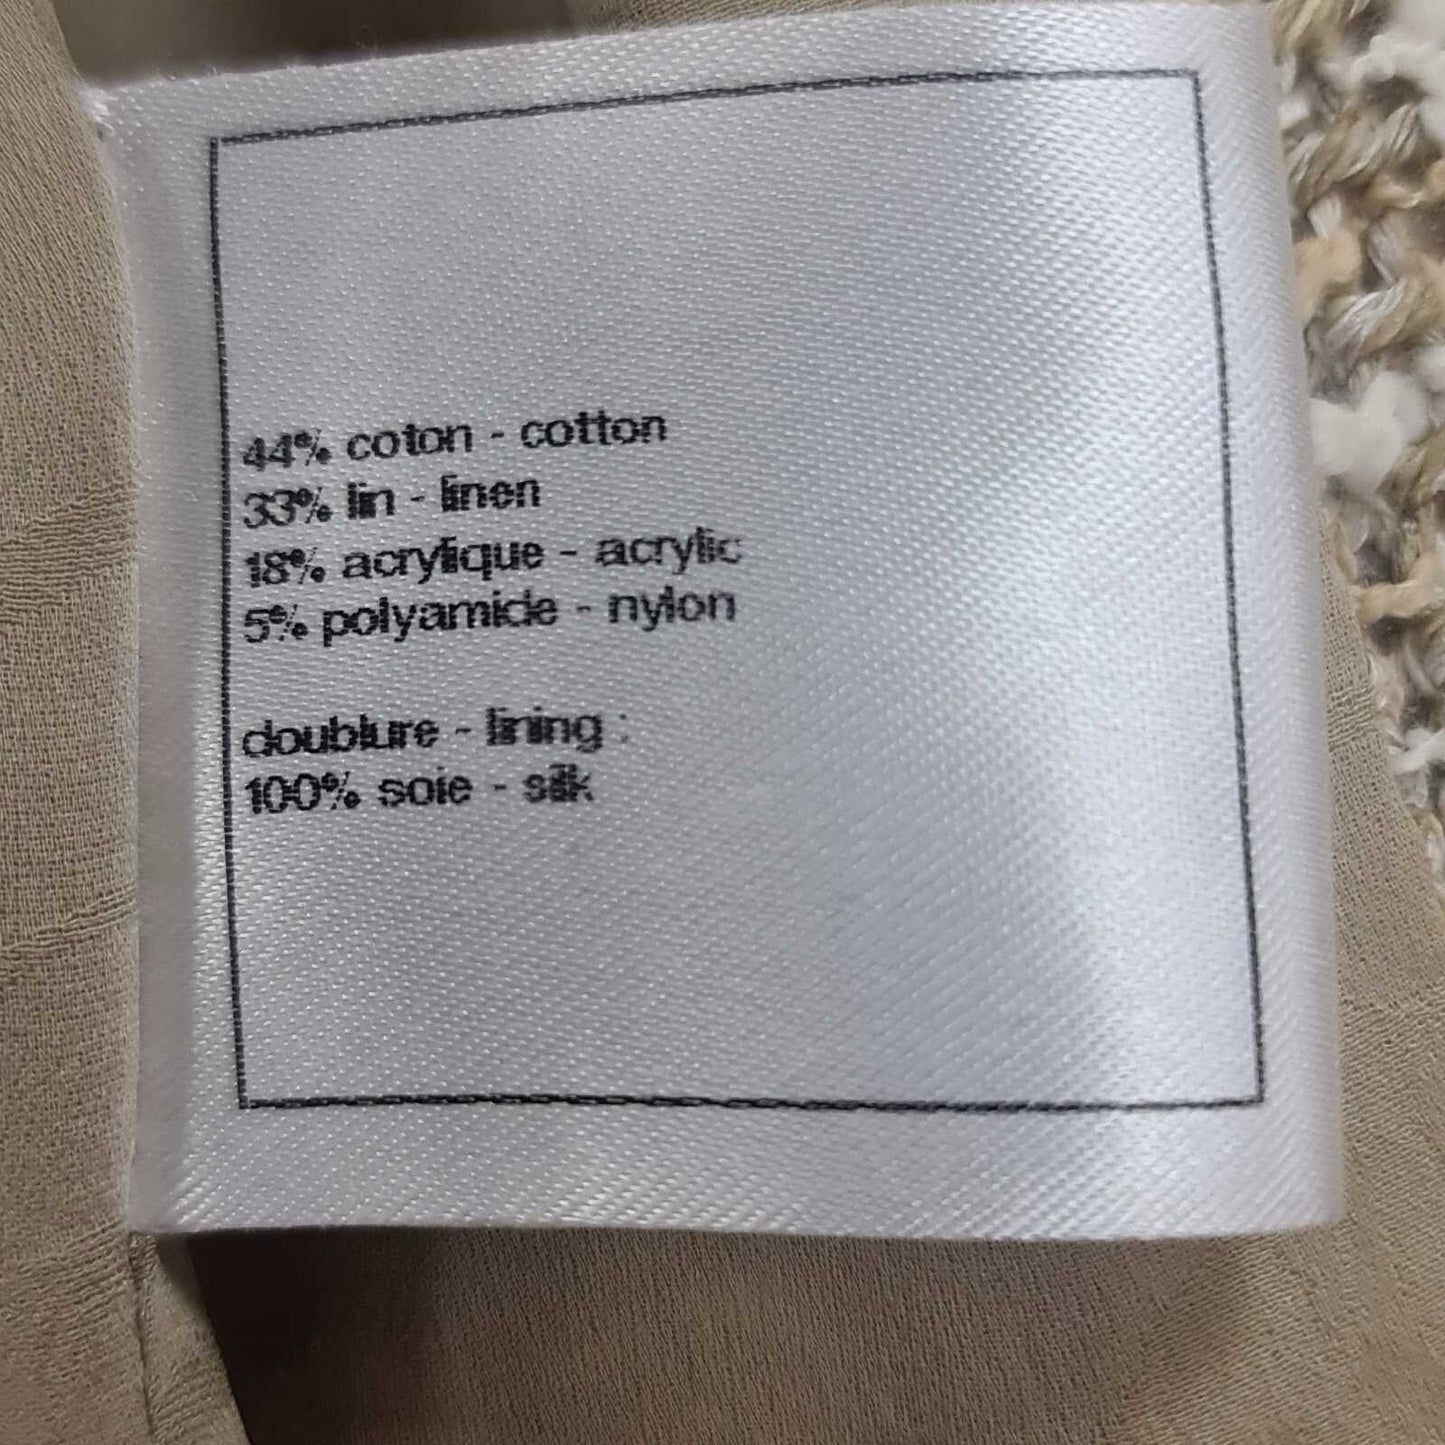 44% coton - cotton
33% lin - linen
18% acrylique - acrylic
5% polyamide - nylon
doublure - lining :
100% soie - silk